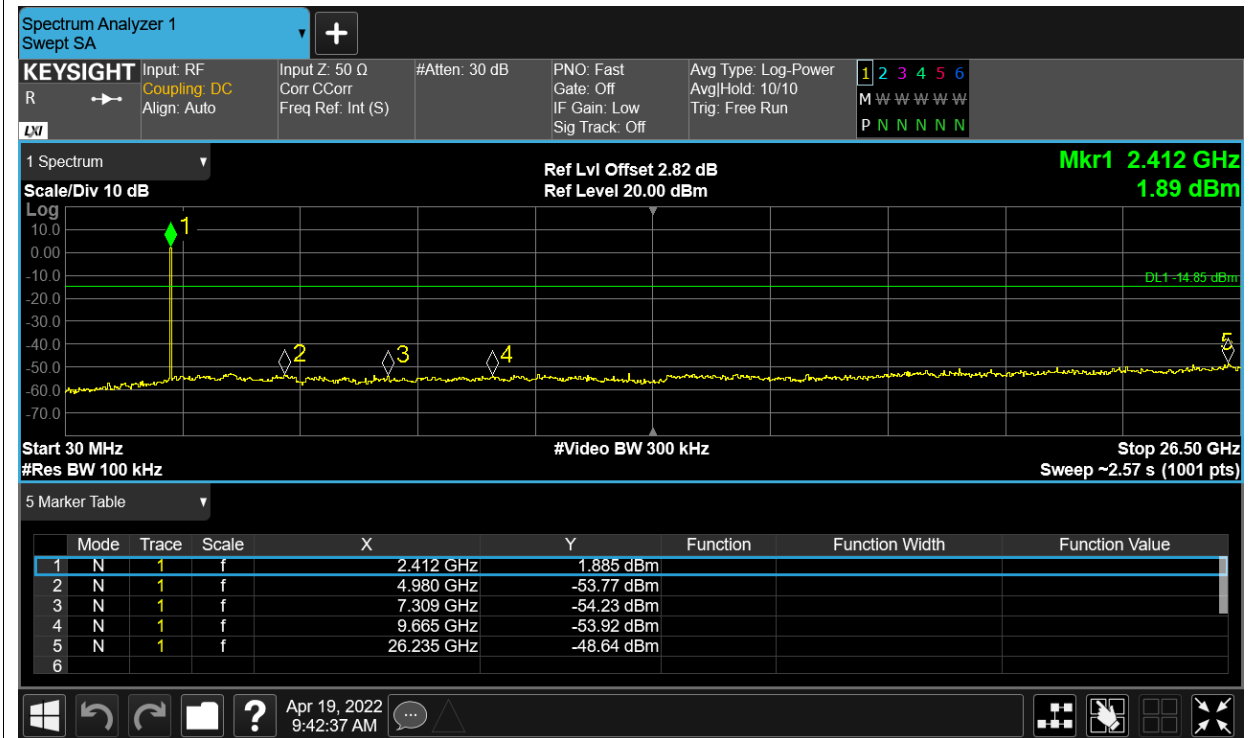 Spectrum Analyzer 1
Swept SA
+
KEYSIGHT
R
LXI
Input: RF
Coupling: DC
Align: Auto
Input Z: 50 Ω
Corr CCorr
Freq Ref: Int (S)
#Atten: 30 dB
PNO: Fast
Gate: Off
IF Gain: Low
Sig Track: Off
Avg Type: Log-Power
Avg|Hold: 10/10
Trig: Free Run
1 2 3 4 5 6
M W W W W W
P N N N N N
1 Spectrum
Scale/Div 10 dB
Ref Lvl Offset 2.82 dB
Ref Level 20.00 dBm
Mkr1 2.412 GHz
1.89 dBm
Log
10.0
0.00
-10.0
-20.0
-30.0
-40.0
-50.0
-60.0
-70.0
1
DL1 -14.85 dBm
2
3
4
5
Start 30 MHz
#Res BW 100 kHz
#Video BW 300 kHz
Stop 26.50 GHz
Sweep ~2.57 s (1001 pts)
5 Marker Table
Mode Trace Scale X Y Function Function Width Function Value
1 N 1 f 2.412 GHz 1.885 dBm
2 N 1 f 4.980 GHz -53.77 dBm
3 N 1 f 7.309 GHz -54.23 dBm
4 N 1 f 9.665 GHz -53.92 dBm
5 N 1 f 26.235 GHz -48.64 dBm
6
?
Apr 19, 2022
9:42:37 AM